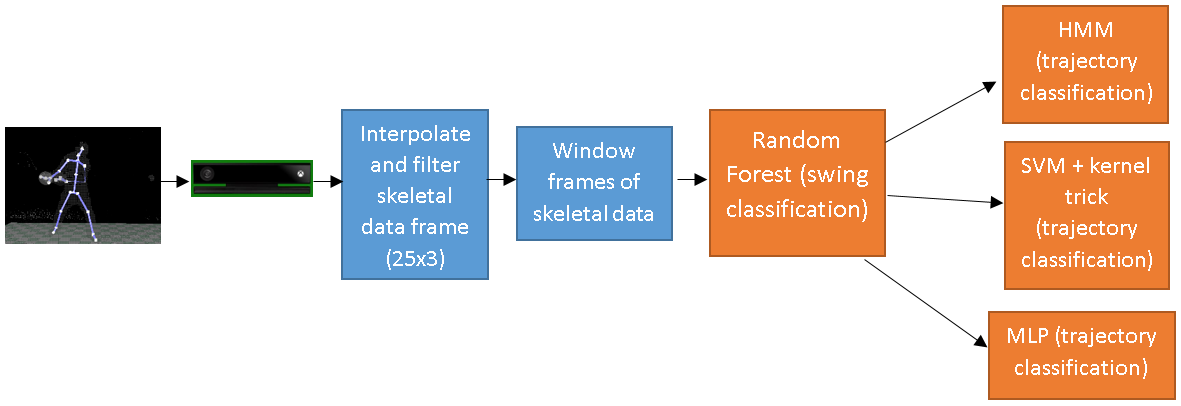 Interpolate
and filter
skeletal
data frame
(25x3)
Window
frames of
skeletal data
Random
Forest (swing
classification)
HMM
(trajectory
classification)
SVM + kernel
trick
(trajectory
classification)
MLP (trajectory
classification)